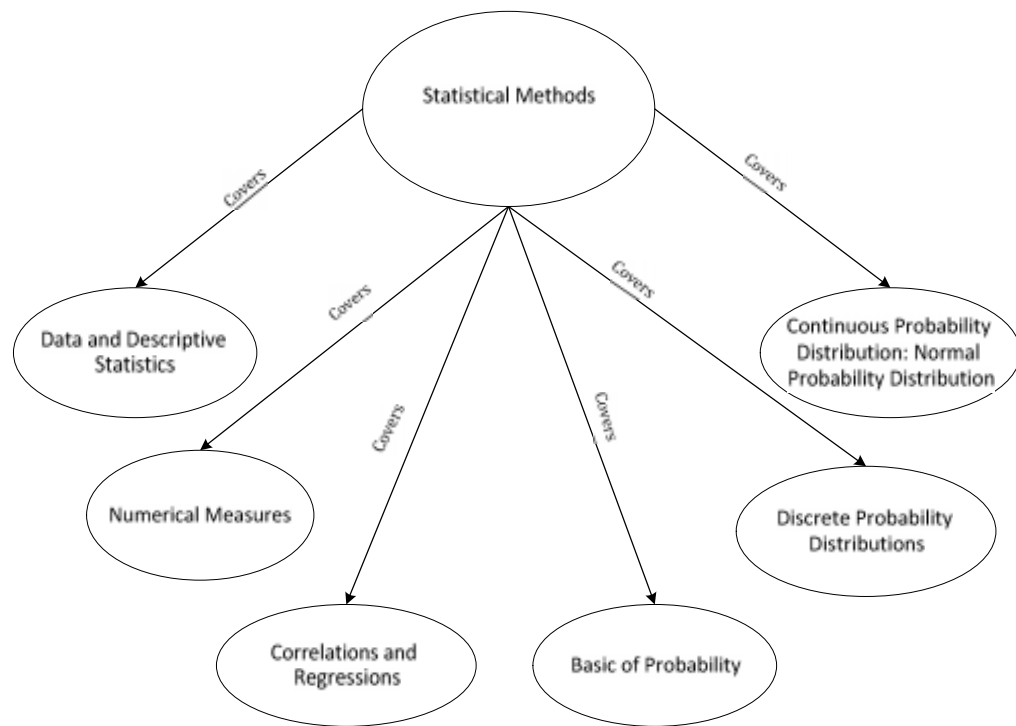 Statistical Methods
Covers
Covers
Covers
Covers
Covers
Covers
Data and Descriptive
Statistics
Continuous Probability
Distribution: Normal
Probability Distribution
Numerical Measures
Discrete Probability
Distributions
Correlations and
Regressions
Basic of Probability